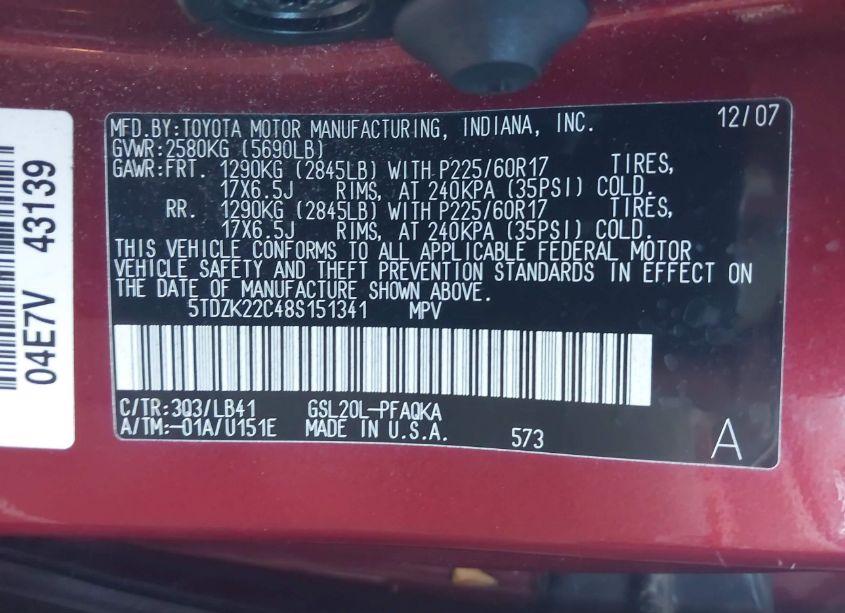 MFD.BY:TOYOTA MOTOR MANUFACTURING, INDIANA, INC. 12/07
GVWR:2580KG (5690LB)
GAWR:FRT. 1290KG (2845LB) WITH P225/60R17 TIRES,
17X6.5J RIMS, AT 240KPA (35PSI) COLD.
RR. 1290KG (2845LB) WITH P225/60R17 TIRES,
17X6.5J RIMS, AT 240KPA (35PSI) COLD.
THIS VEHICLE CONFORMS TO ALL APPLICABLE FEDERAL MOTOR
VEHICLE SAFETY AND THEFT PREVENTION STANDARDS IN EFFECT ON
THE DATE OF MANUFACTURE SHOWN ABOVE.
5TDZK22C48S151341 MPV
C/TR:3Q3/LB41 GSL20L-PFAQKA
A/TM:-01A/U151E MADE IN U.S.A. 573 A
04E7V 43139